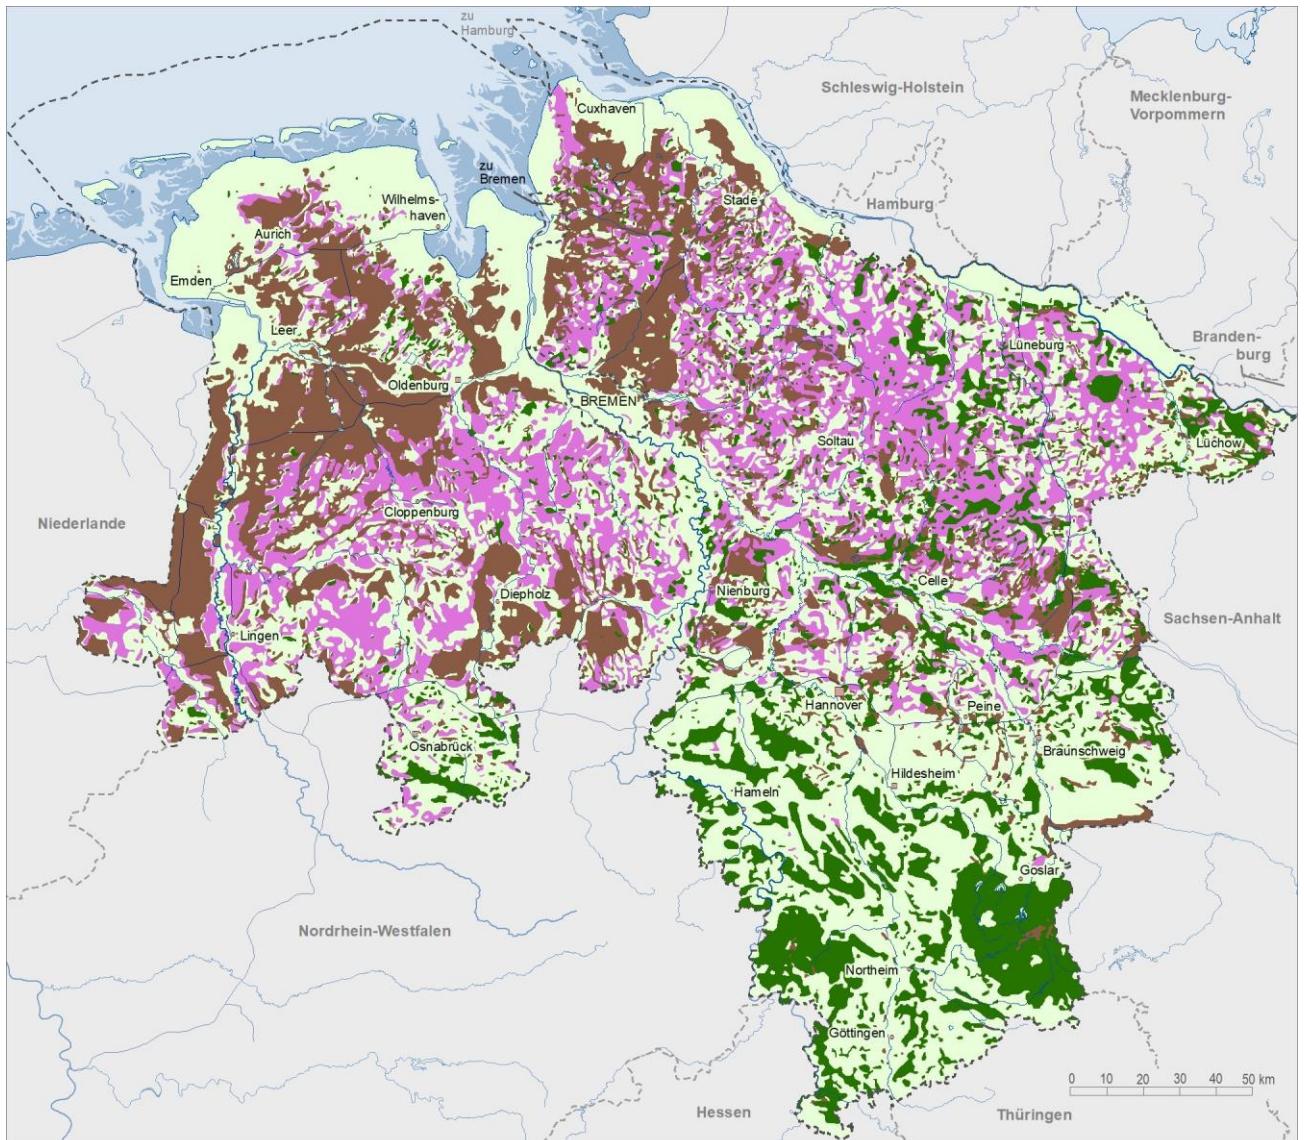 zu
Hamburg
Schleswig-Holstein
Mecklenburg-
Vorpommern
Cuxhaven
zu
Bremen
Wilhelms-
haven
Stade
Hamburg
Aurich
Emden
Leer
Lüneburg
Branden-
burg
Oldenburg
BREMEN
Soltau
Lüchow
Niederlande
Cloppenburg
Celle
Diepholz
Nienburg
Sachsen-Anhalt
Lingen
Hannover
Peine
Osnabrück
Braunschweig
Hildesheim
Hameln
Goslar
Nordrhein-Westfalen
Northeim
Göttingen
0 10 20 30 40 50 km
Hessen
Thüringen